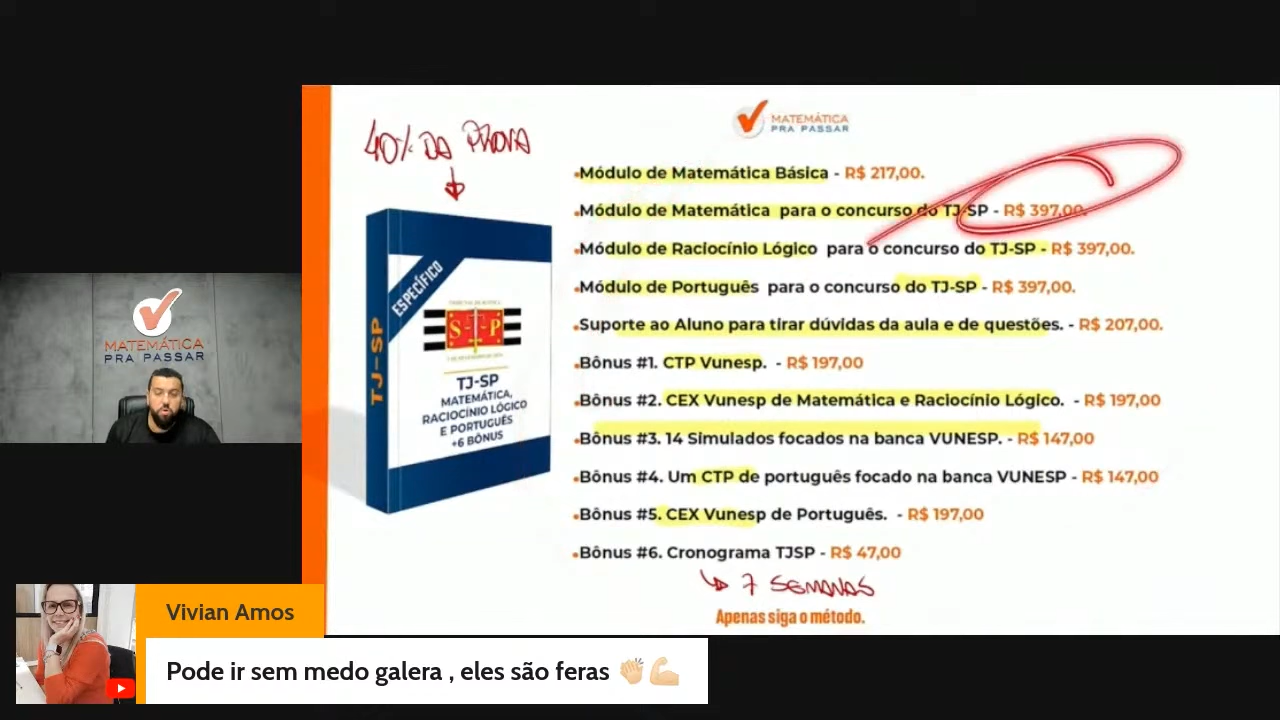 40% DA PROVA
MATEMÁTICA
PRA PASSAR
•Módulo de Matemática Básica - R$ 217,00.
•Módulo de Matemática para o concurso do TJ-SP - R$ 397,00.
•Módulo de Raciocínio Lógico para o concurso do TJ-SP - R$ 397,00.
•Módulo de Português para o concurso do TJ-SP - R$ 397,00.
•Suporte ao Aluno para tirar dúvidas da aula e de questões. - R$ 207,00.
•Bônus #1. CTP Vunesp. - R$ 197,00
•Bônus #2. CEX Vunesp de Matemática e Raciocínio Lógico. - R$ 197,00
•Bônus #3. 14 Simulados focados na banca VUNESP. - R$ 147,00
•Bônus #4. Um CTP de português focado na banca VUNESP - R$ 147,00
•Bônus #5. CEX Vunesp de Português. - R$ 197,00
•Bônus #6. Cronograma TJSP - R$ 47,00
7 SEMANAS
Apenas siga o método.
ESPECÍFICO
TJ-SP
TRIBUNAL DE JUSTIÇA
S P
TJ-SP
MATEMÁTICA,
RACIOCÍNIO LÓGICO
E PORTUGUÊS
+6 BÔNUS
MATEMÁTICA
PRA PASSAR
Vivian Amos
Pode ir sem medo galera , eles são feras 👏🏻💪🏻